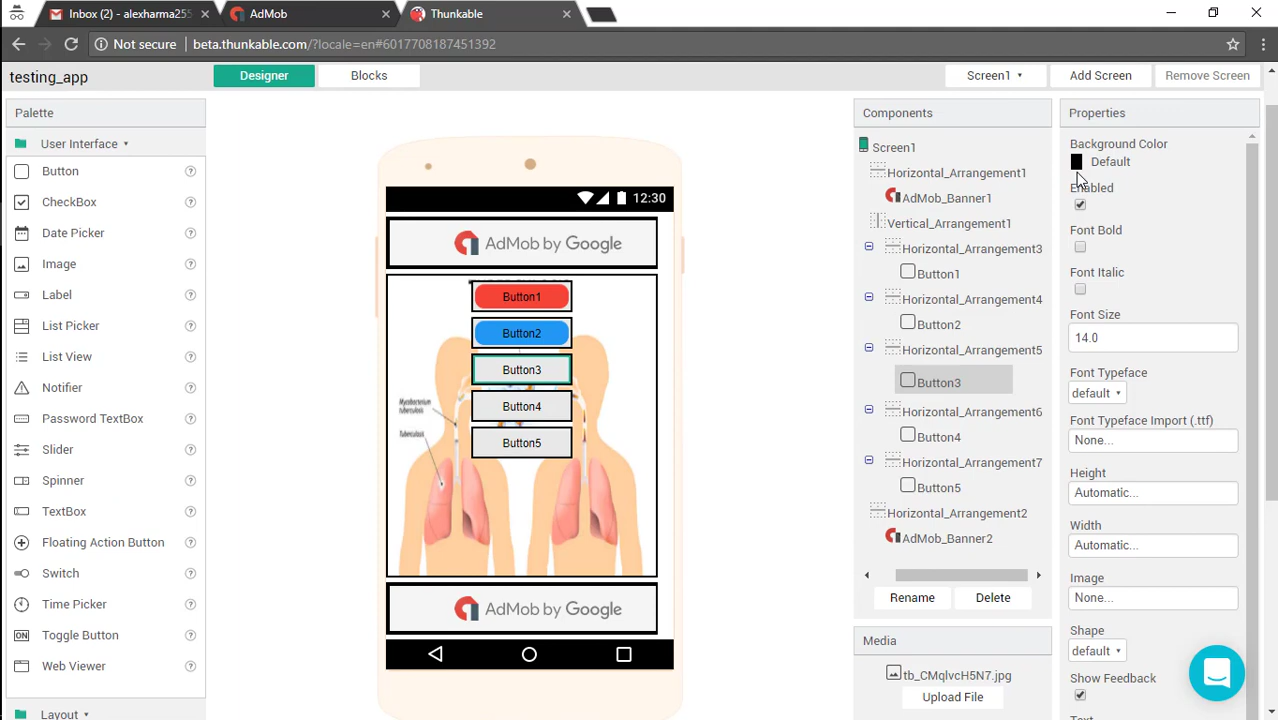 Inbox (2) - alexharma255
AdMob
Thunkable
Not secure
beta.thunkable.com/?locale=en#6017708187451392
testing_app
Designer
Blocks
Screen1
Add Screen
Remove Screen
Palette
User Interface
Button
CheckBox
Date Picker
Image
Label
List Picker
List View
Notifier
Password TextBox
Slider
Spinner
TextBox
Floating Action Button
Switch
Time Picker
ON
Toggle Button
Web Viewer
Layout
12:30
AdMob by Google
Button1
Button2
Button3
Button4
Button5
Mycobacterium
tuberculosis
Tuberculosis
AdMob by Google
Components
Screen1
Horizontal_Arrangement1
AdMob_Banner1
Vertical_Arrangement1
Horizontal_Arrangement3
Button1
Horizontal_Arrangement4
Button2
Horizontal_Arrangement5
Button3
Horizontal_Arrangement6
Button4
Horizontal_Arrangement7
Button5
Horizontal_Arrangement2
AdMob_Banner2
Rename
Delete
Media
tb_CMqlvcH5N7.jpg
Upload File
Properties
Background Color
Default
Enabled
Font Bold
Font Italic
Font Size
14.0
Font Typeface
default
Font Typeface Import (.ttf)
None...
Height
Automatic...
Width
Automatic...
Image
None...
Shape
default
Show Feedback
Text